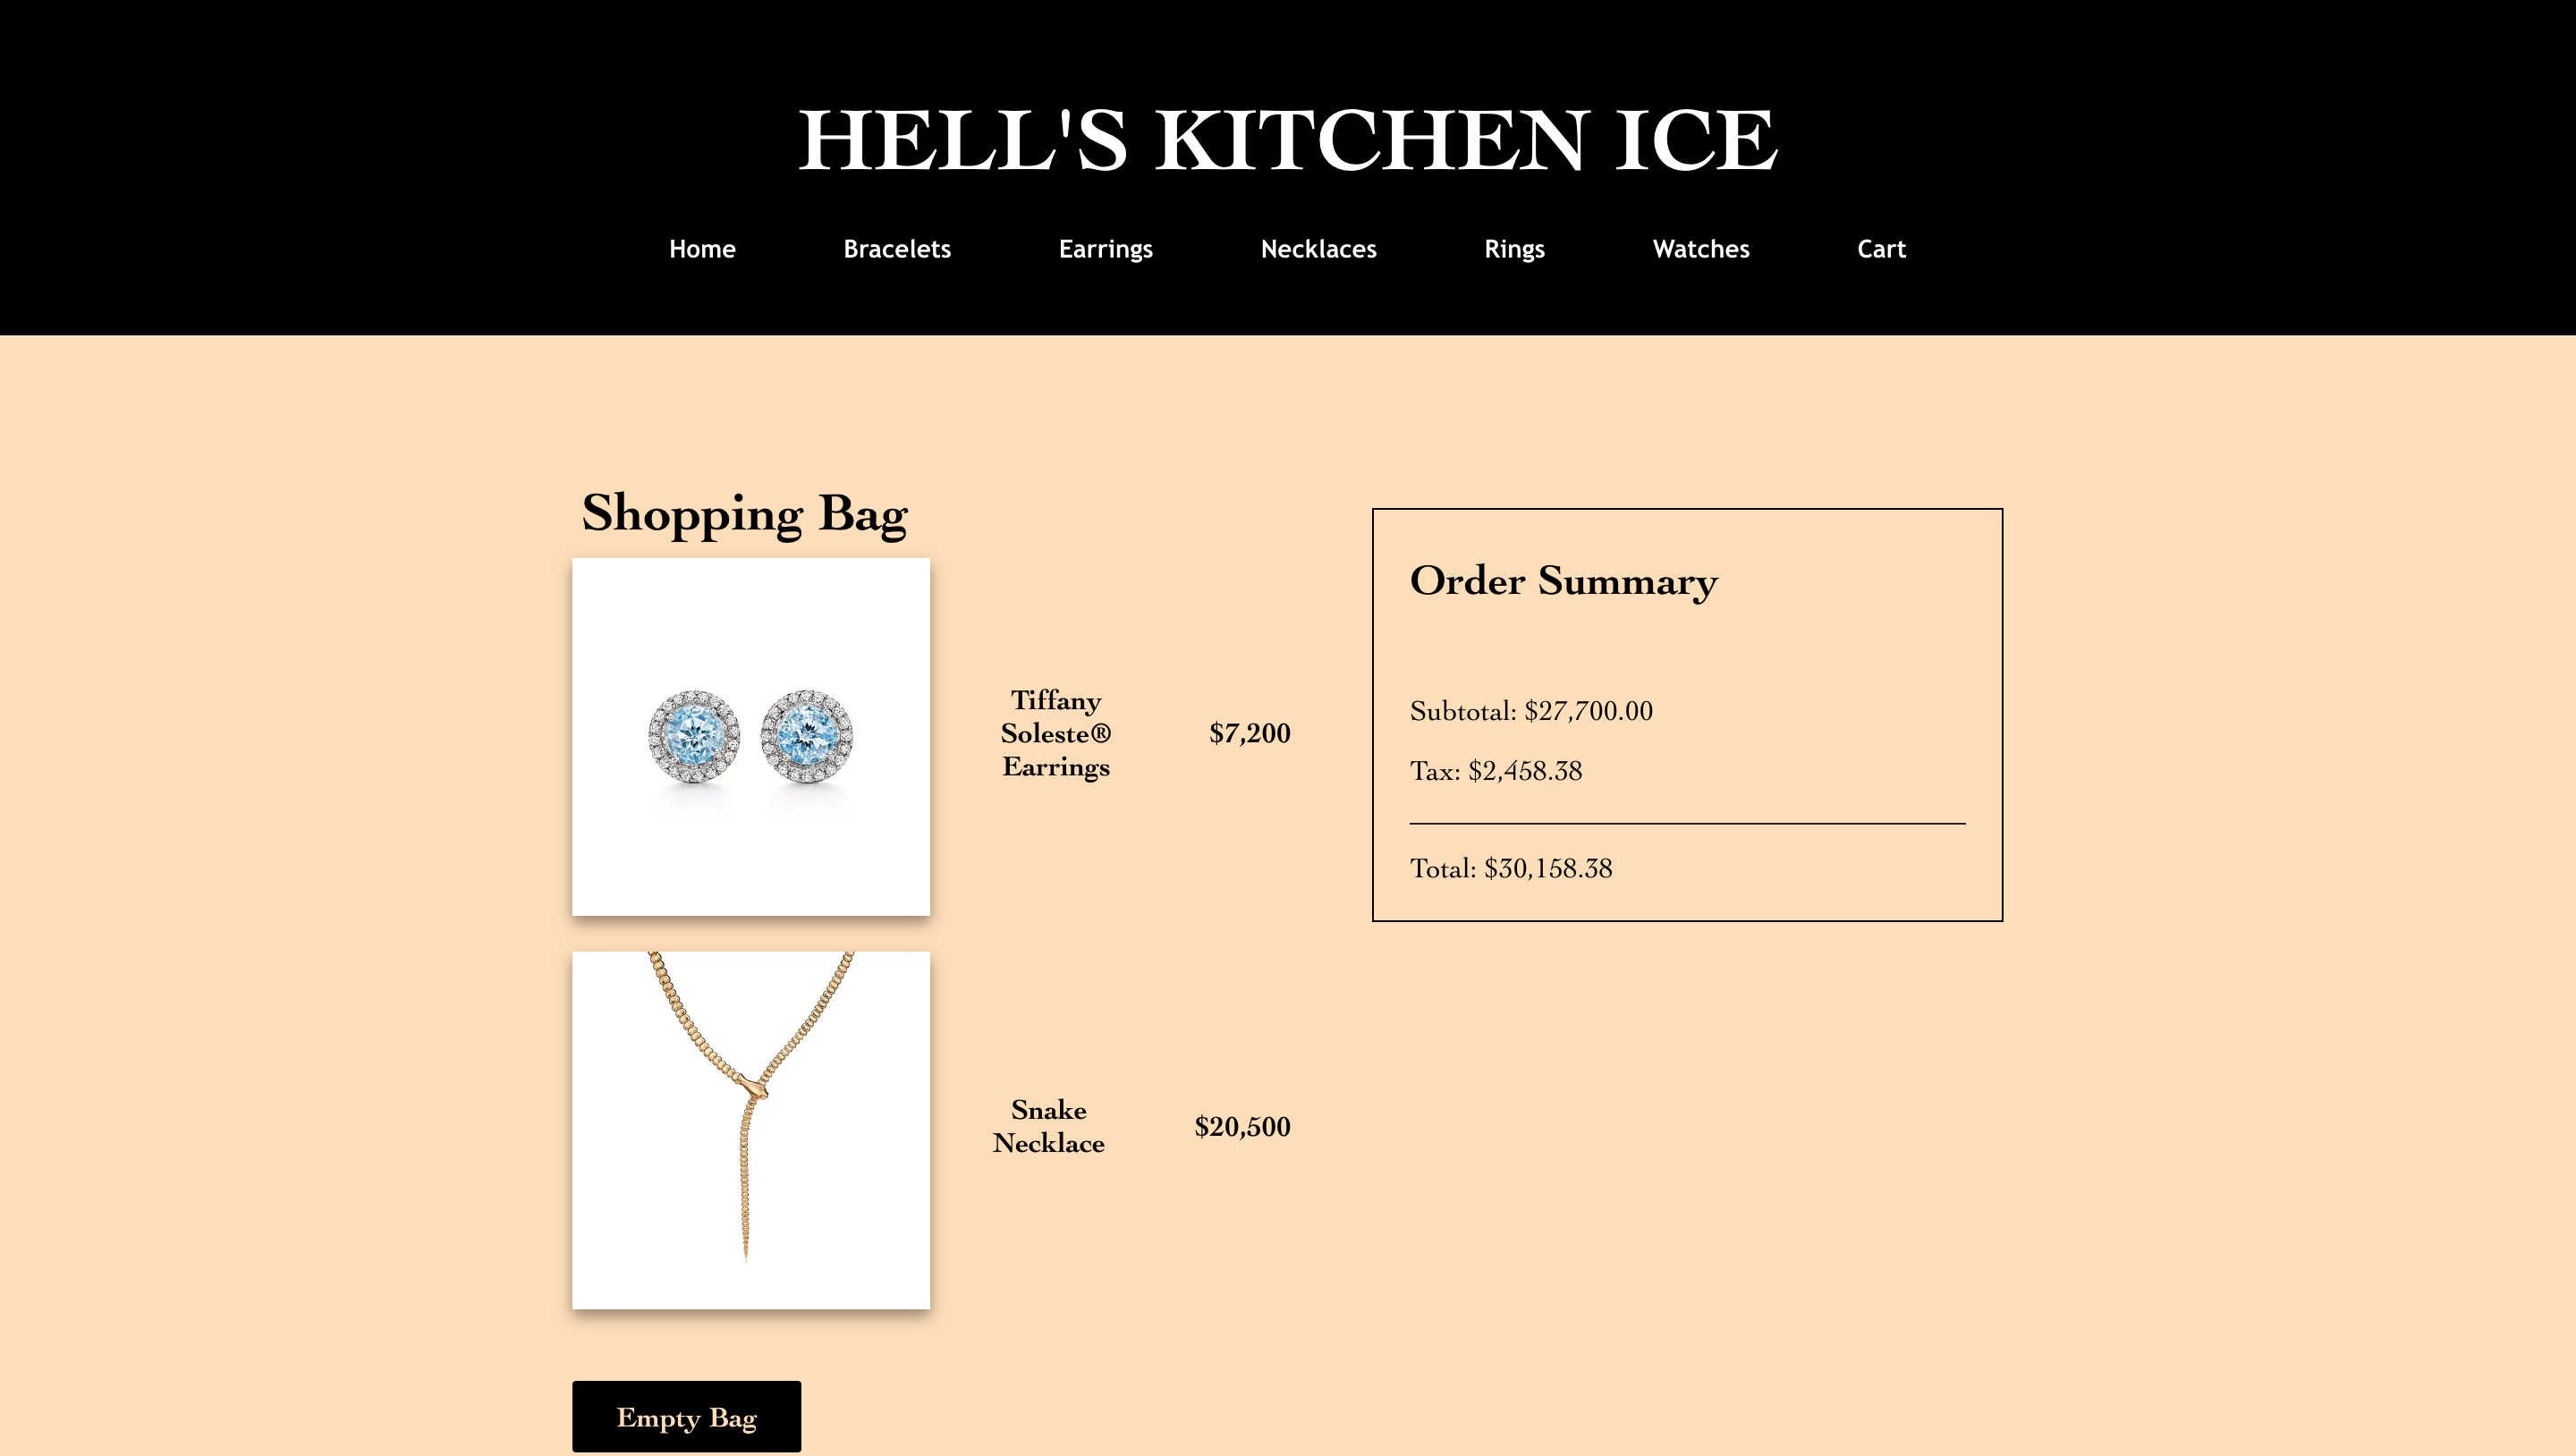 HELL'S KITCHEN ICE
Home Bracelets Earrings Necklaces Rings Watches Cart
Shopping Bag
Tiffany
Soleste®
Earrings
$7,200
Snake
Necklace
$20,500
Empty Bag
Order Summary
Subtotal: $27,700.00
Tax: $2,458.38
Total: $30,158.38